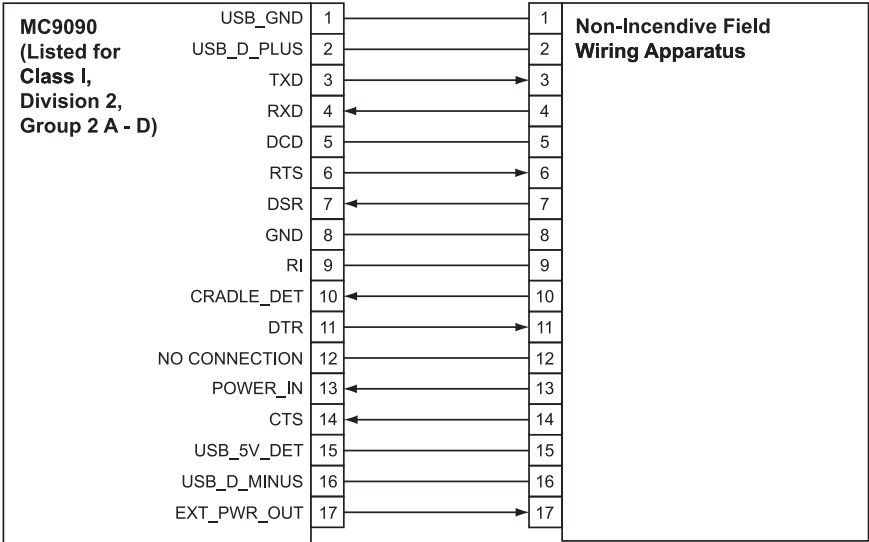 MC9090
(Listed for
Class I,
Division 2,
Group 2 A - D)
Non-Incendive Field
Wiring Apparatus
USB_GND 1 1
USB_D_PLUS 2 2
TXD 3 3
RXD 4 4
DCD 5 5
RTS 6 6
DSR 7 7
GND 8 8
RI 9 9
CRADLE_DET 10 10
DTR 11 11
NO CONNECTION 12 12
POWER_IN 13 13
CTS 14 14
USB_5V_DET 15 15
USB_D_MINUS 16 16
EXT_PWR_OUT 17 17